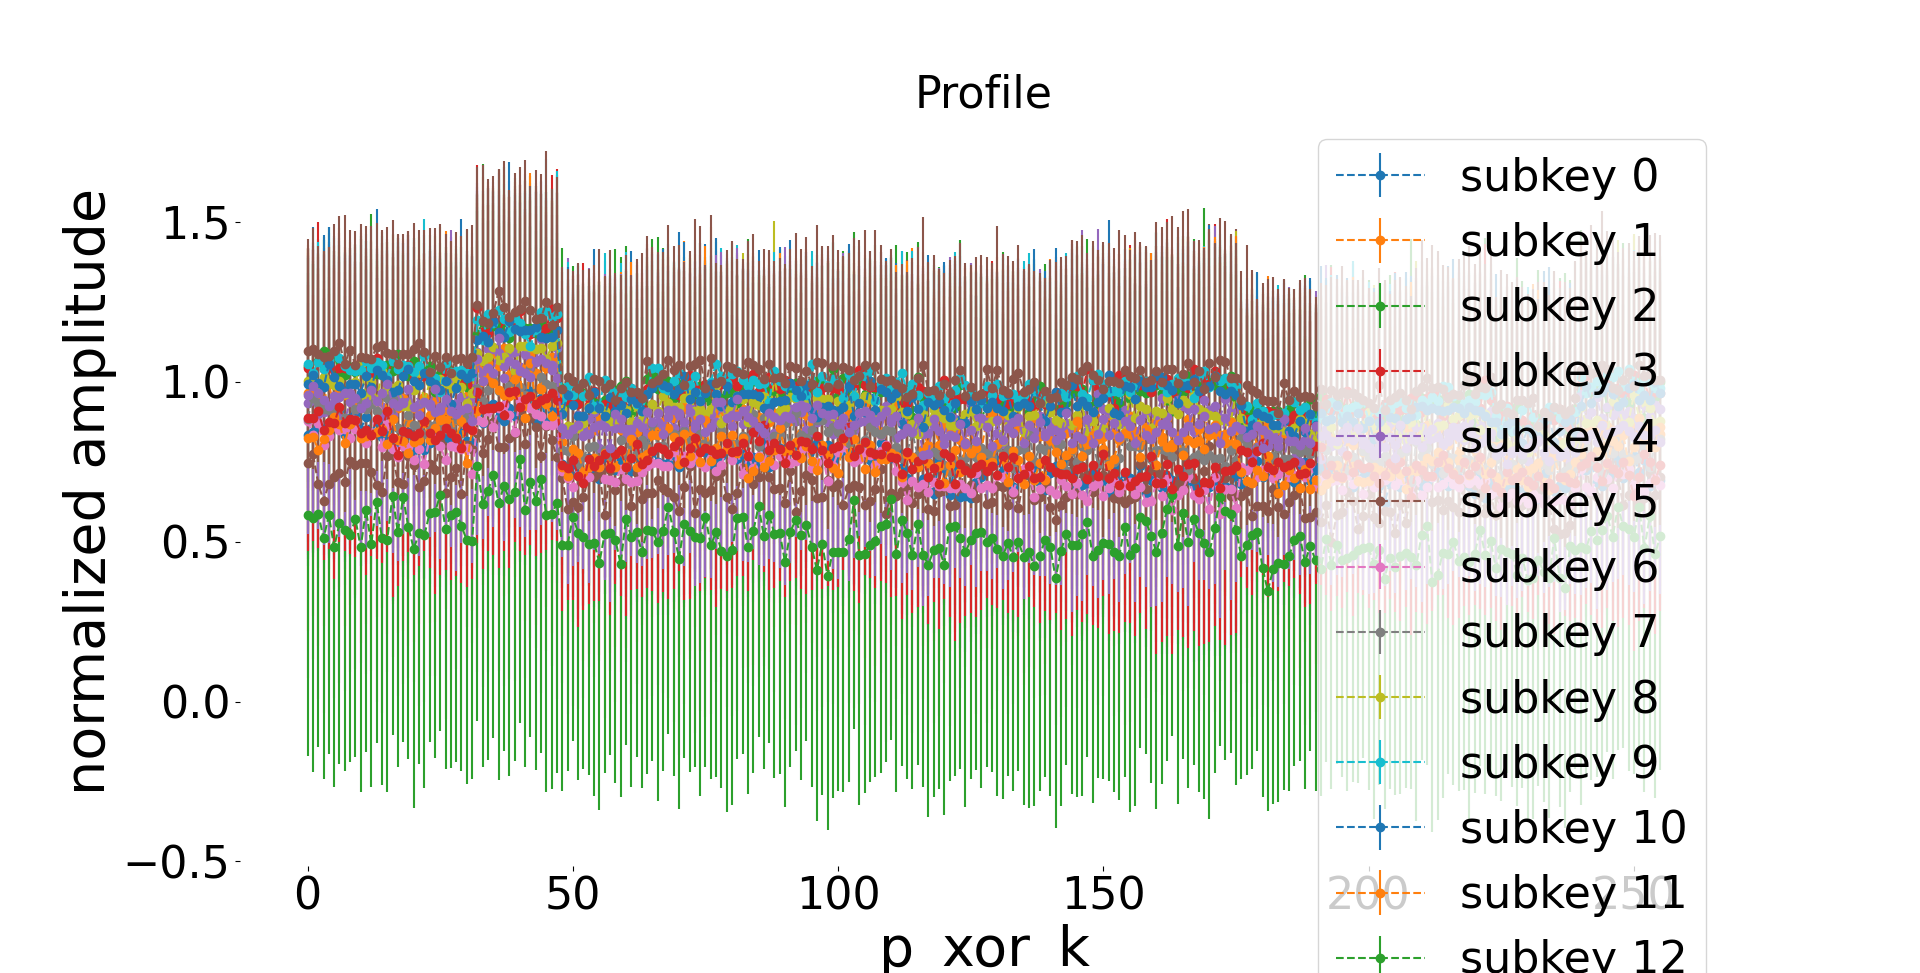 Profile
normalized amplitude
1.5
1.0
0.5
0.0
−0.5
0 50 100 150 200 250
p xor k
subkey 0
subkey 1
subkey 2
subkey 3
subkey 4
subkey 5
subkey 6
subkey 7
subkey 8
subkey 9
subkey 10
subkey 11
subkey 12